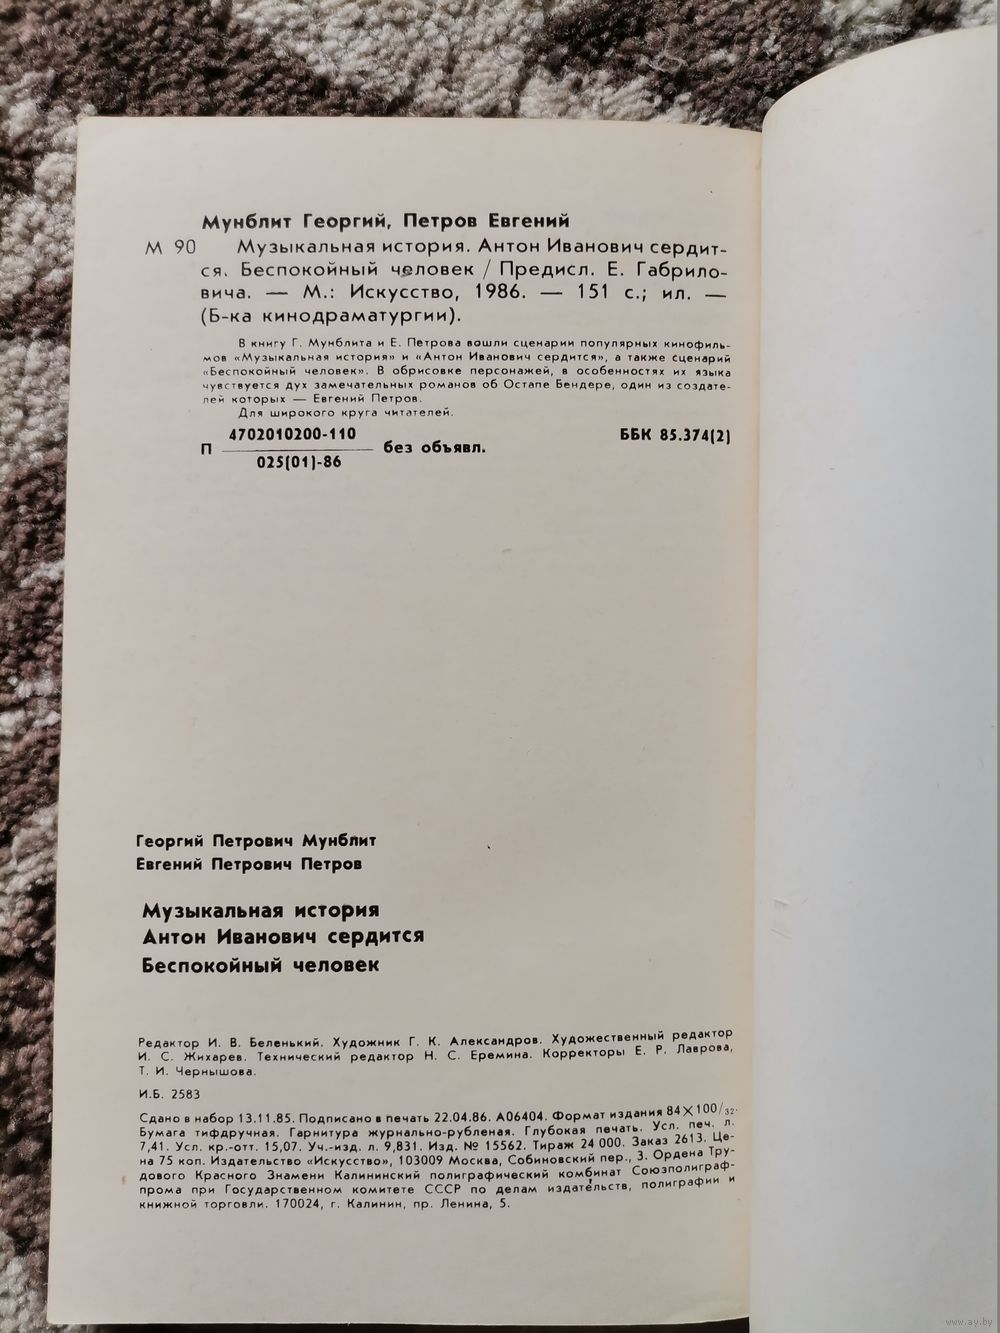 Мунблит Георгий, Петров Евгений
М 90 Музыкальная история. Антон Иванович сердит-
ся. Беспокойный человек / Предисл. Е. Габрило-
вича. — М.: Искусство, 1986. — 151 с.; ил. —
(Б-ка кинодраматургии).
В книгу Г. Мунблита и Е. Петрова вошли сценарии популярных кинофиль-
мов «Музыкальная история» и «Антон Иванович сердится», а также сценарий
«Беспокойный человек». В обрисовке персонажей, в особенностях их языка
чувствуется дух замечательных романов об Остапе Бендере, один из создате-
лей которых — Евгений Петров.
Для широкого круга читателей.
4702010200-110
П ——— без объявл. ББК 85.374(2)
025(01)-86
Георгий Петрович Мунблит
Евгений Петрович Петров
Музыкальная история
Антон Иванович сердится
Беспокойный человек
Редактор И. В. Беленький. Художник Г. К. Александров. Художественный редактор
И. С. Жихарев. Технический редактор Н. С. Еремина. Корректоры Е. Р. Лаврова,
Т. И. Чернышова.
И.Б. 2583
Сдано в набор 13.11.85. Подписано в печать 22.04.86. А06404. Формат издания 84×100/32.
Бумага тифдручная. Гарнитура журнально-рубленая. Глубокая печать. Усл. печ. л.
7,41. Усл. кр.-отт. 15,07. Уч.-изд. л. 9,831. Изд. № 15562. Тираж 24 000. Заказ 2613. Це-
на 75 коп. Издательство «Искусство», 103009 Москва, Собиновский пер., 3. Ордена Тру-
дового Красного Знамени Калининский полиграфический комбинат Союзполиграф-
прома при Государственном комитете СССР по делам издательств, полиграфии и
книжной торговли. 170024, г. Калинин, пр. Ленина, 5.
www.ay.by